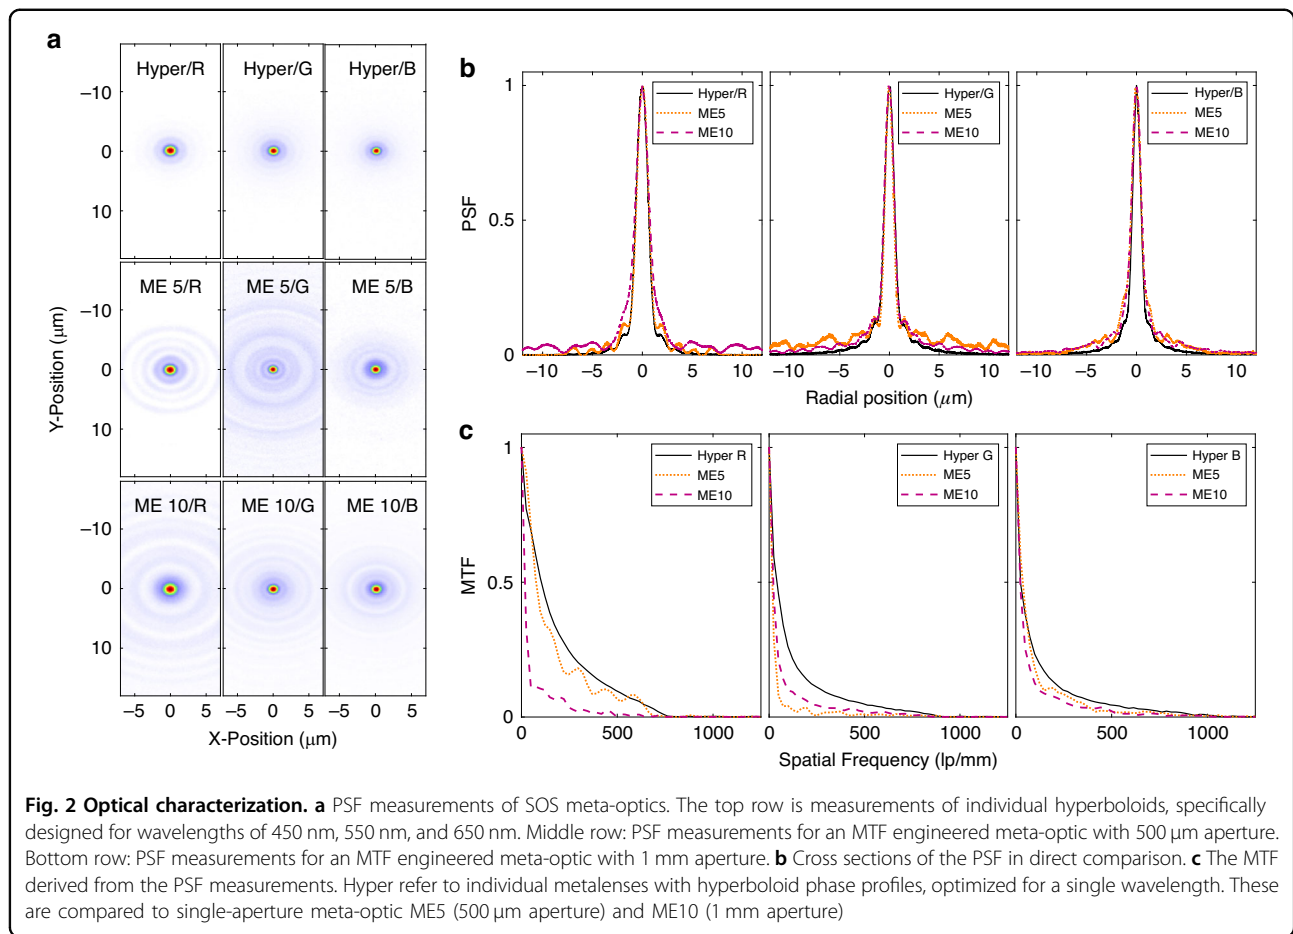 a
Hyper/R
Hyper/G
Hyper/B
−10
0
10
ME 5/R
ME 5/G
ME 5/B
−10
0
10
ME 10/R
ME 10/G
ME 10/B
−10
0
10
−5 0 5
−5 0 5
−5 0 5
Y-Position (μm)
X-Position (μm)
b
1
0.5
0
PSF
Hyper/R
ME5
ME10
Hyper/G
ME5
ME10
Hyper/B
ME5
ME10
−10 −5 0 5 10
−10 −5 0 5 10
−10 −5 0 5 10
Radial position (μm)
c
1
0.5
0
MTF
Hyper R
ME5
ME10
Hyper G
ME5
ME10
Hyper B
ME5
ME10
0 500 1000
0 500 1000
0 500 1000
Spatial Frequency (lp/mm)
Fig. 2 Optical characterization. a PSF measurements of SOS meta-optics. The top row is measurements of individual hyperboloids, specifically
designed for wavelengths of 450 nm, 550 nm, and 650 nm. Middle row: PSF measurements for an MTF engineered meta-optic with 500 μm aperture.
Bottom row: PSF measurements for an MTF engineered meta-optic with 1 mm aperture. b Cross sections of the PSF in direct comparison. c The MTF
derived from the PSF measurements. Hyper refer to individual metalenses with hyperboloid phase profiles, optimized for a single wavelength. These
are compared to single-aperture meta-optic ME5 (500 μm aperture) and ME10 (1 mm aperture)